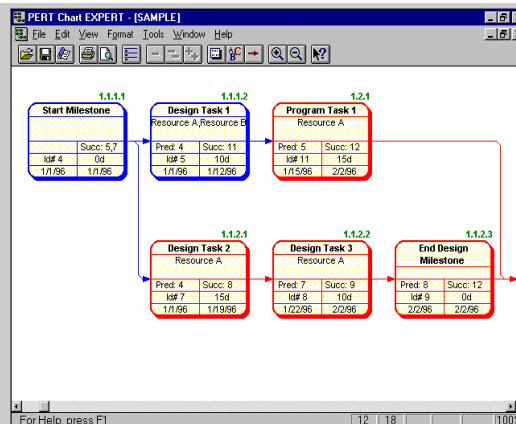 PERT Chart EXPERT - [SAMPLE]
File Edit View Format Tools Window Help
1.1.1.1
Start Milestone
Succ: 5,7
Id# 4 0d
1/1/96 1/1/96
1.1.1.2
Design Task 1
Resource A,Resource B
Pred: 4 Succ: 11
Id# 5 10d
1/1/96 1/12/96
1.2.1
Program Task 1
Resource A
Pred: 5 Succ: 12
Id# 11 15d
1/15/96 2/2/96
1.1.2.1
Design Task 2
Resource A
Pred: 4 Succ: 8
Id# 7 15d
1/1/96 1/19/96
1.1.2.2
Design Task 3
Resource A
Pred: 7 Succ: 9
Id# 8 10d
1/22/96 2/2/96
1.1.2.3
End Design
Milestone
Pred: 8 Succ: 12
Id# 9 0d
2/2/96 2/2/96
For Help, press F1 12 18 100%